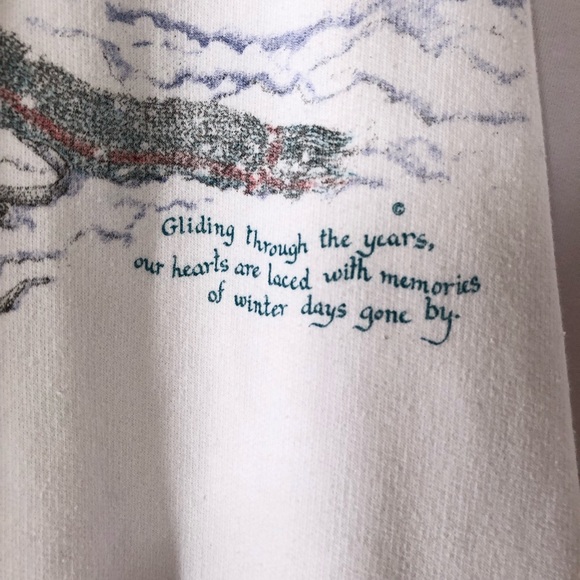 ©
Gliding through the years,
our hearts are laced with memories
of winter days gone by.